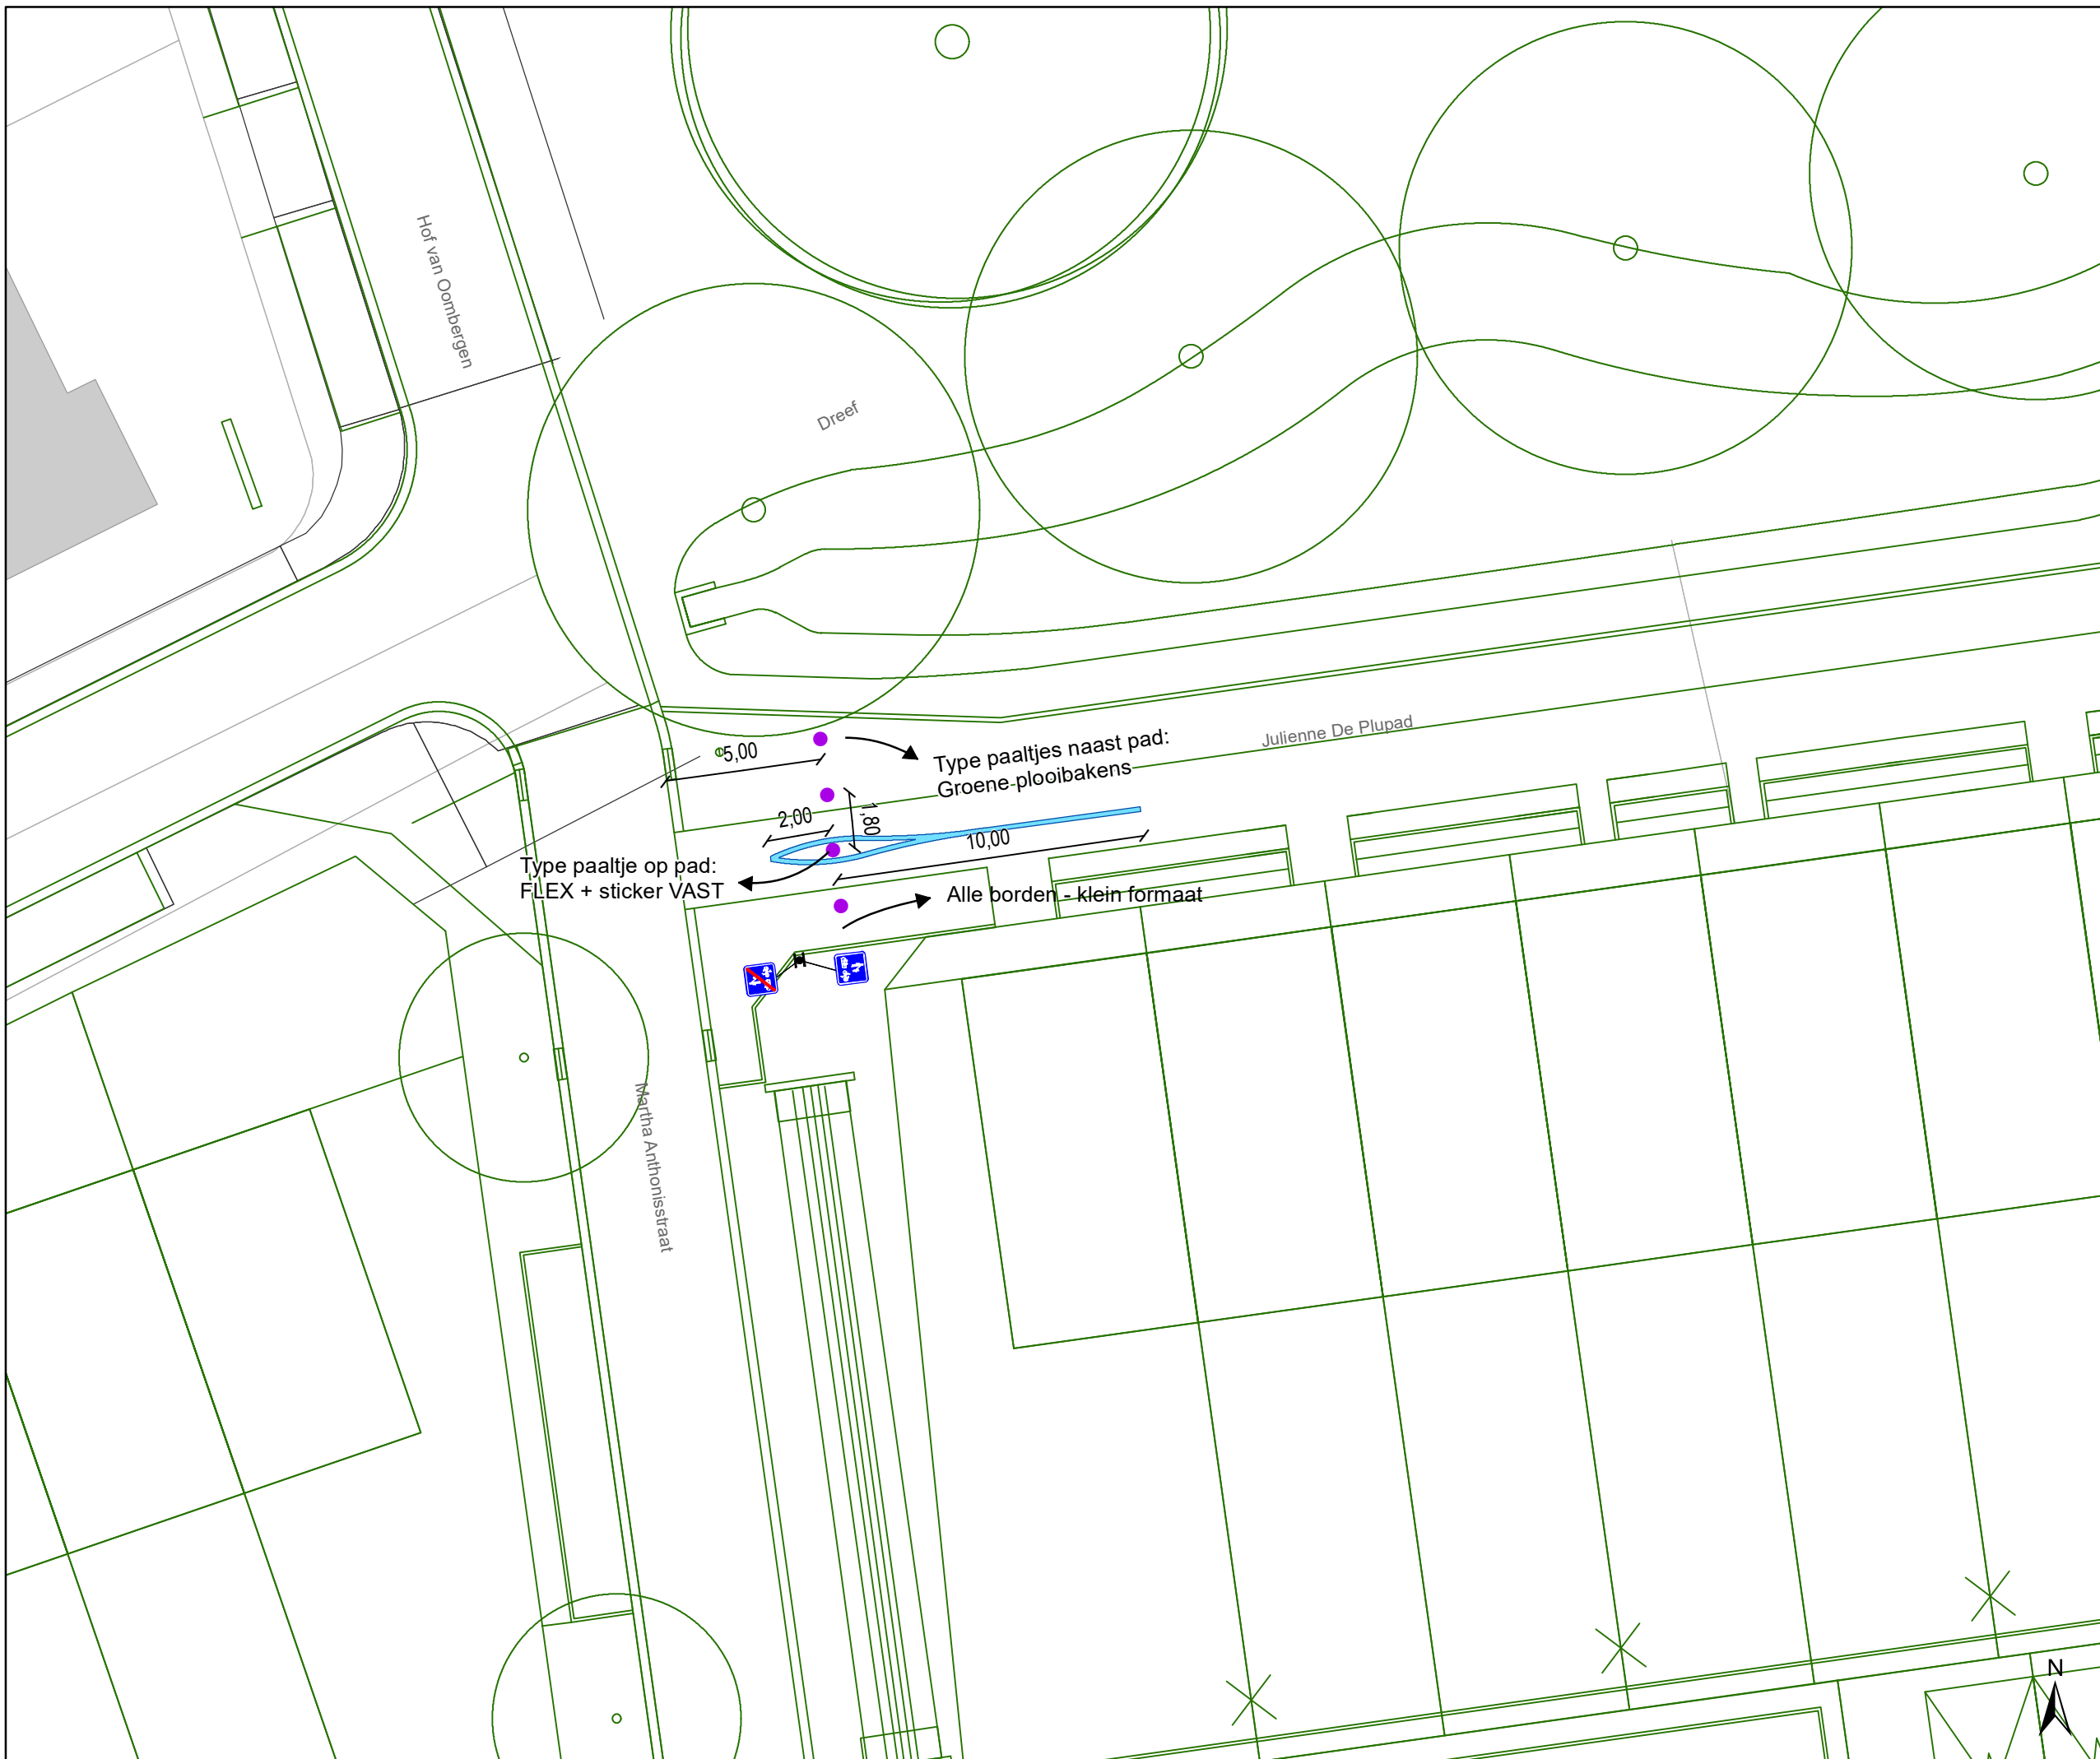 Hof van Oombergen
Dreef
Julienne De Plupad
5,00
Type paaltjes naast pad:
Groene plooibakens
2,00
1,80
10,00
Type paaltje op pad:
FLEX + sticker VAST
Alle borden - klein formaat
H
Martha Anthonisstraat
N